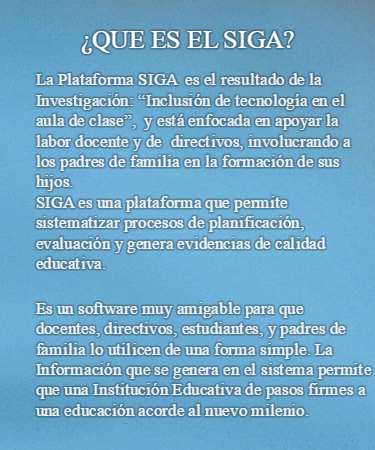 ¿QUE ES EL SIGA?
La Plataforma SIGA es el resultado de la
Investigación: “Inclusión de tecnología en el
aula de clase”, y está enfocada en apoyar la
labor docente y de directivos, involucrando a
los padres de familia en la formación de sus
hijos.
SIGA es una plataforma que permite
sistematizar procesos de planificación,
evaluación y genera evidencias de calidad
educativa.
Es un software muy amigable para que
docentes, directivos, estudiantes, y padres de
familia lo utilicen de una forma simple. La
Información que se genera en el sistema permite
que una Institución Educativa de pasos firmes a
una educación acorde al nuevo milenio.